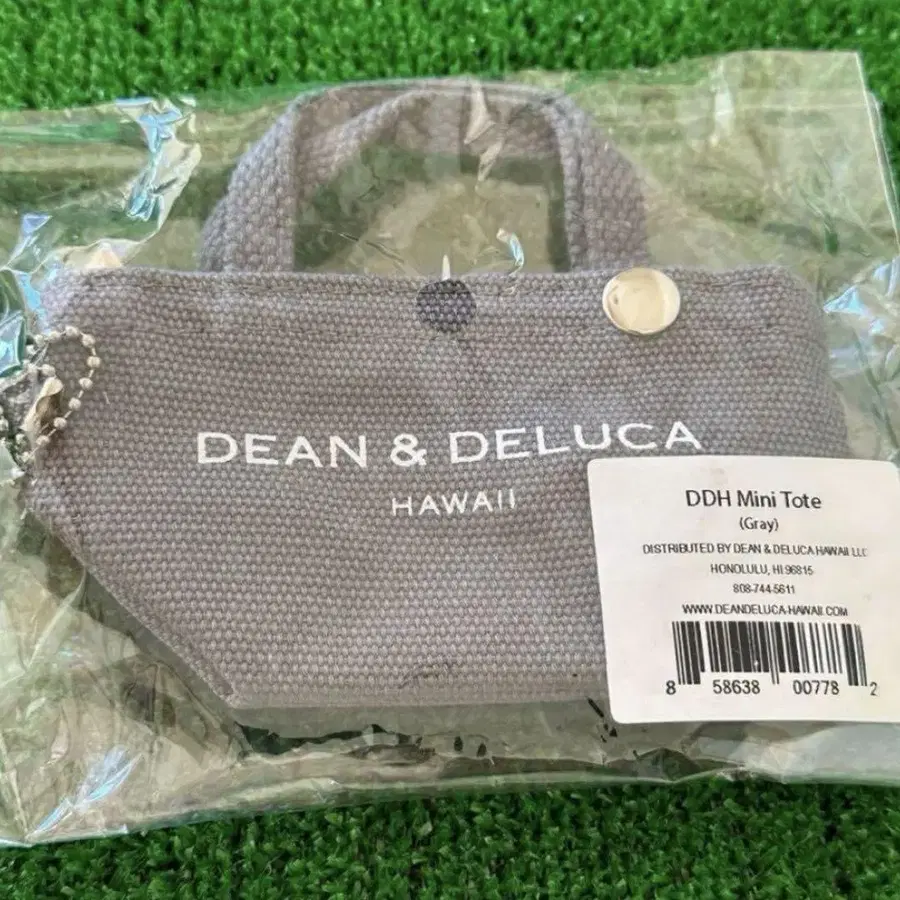 DEAN & DELUCA
HAWAII
DDH Mini Tote
(Gray)
DISTRIBUTED BY DEAN & DELUCA HAWAII LLC
HONOLULU, HI 96815
808-744-5611
WWW.DEANDELUCA-HAWAII.COM
8 58638 00778 2